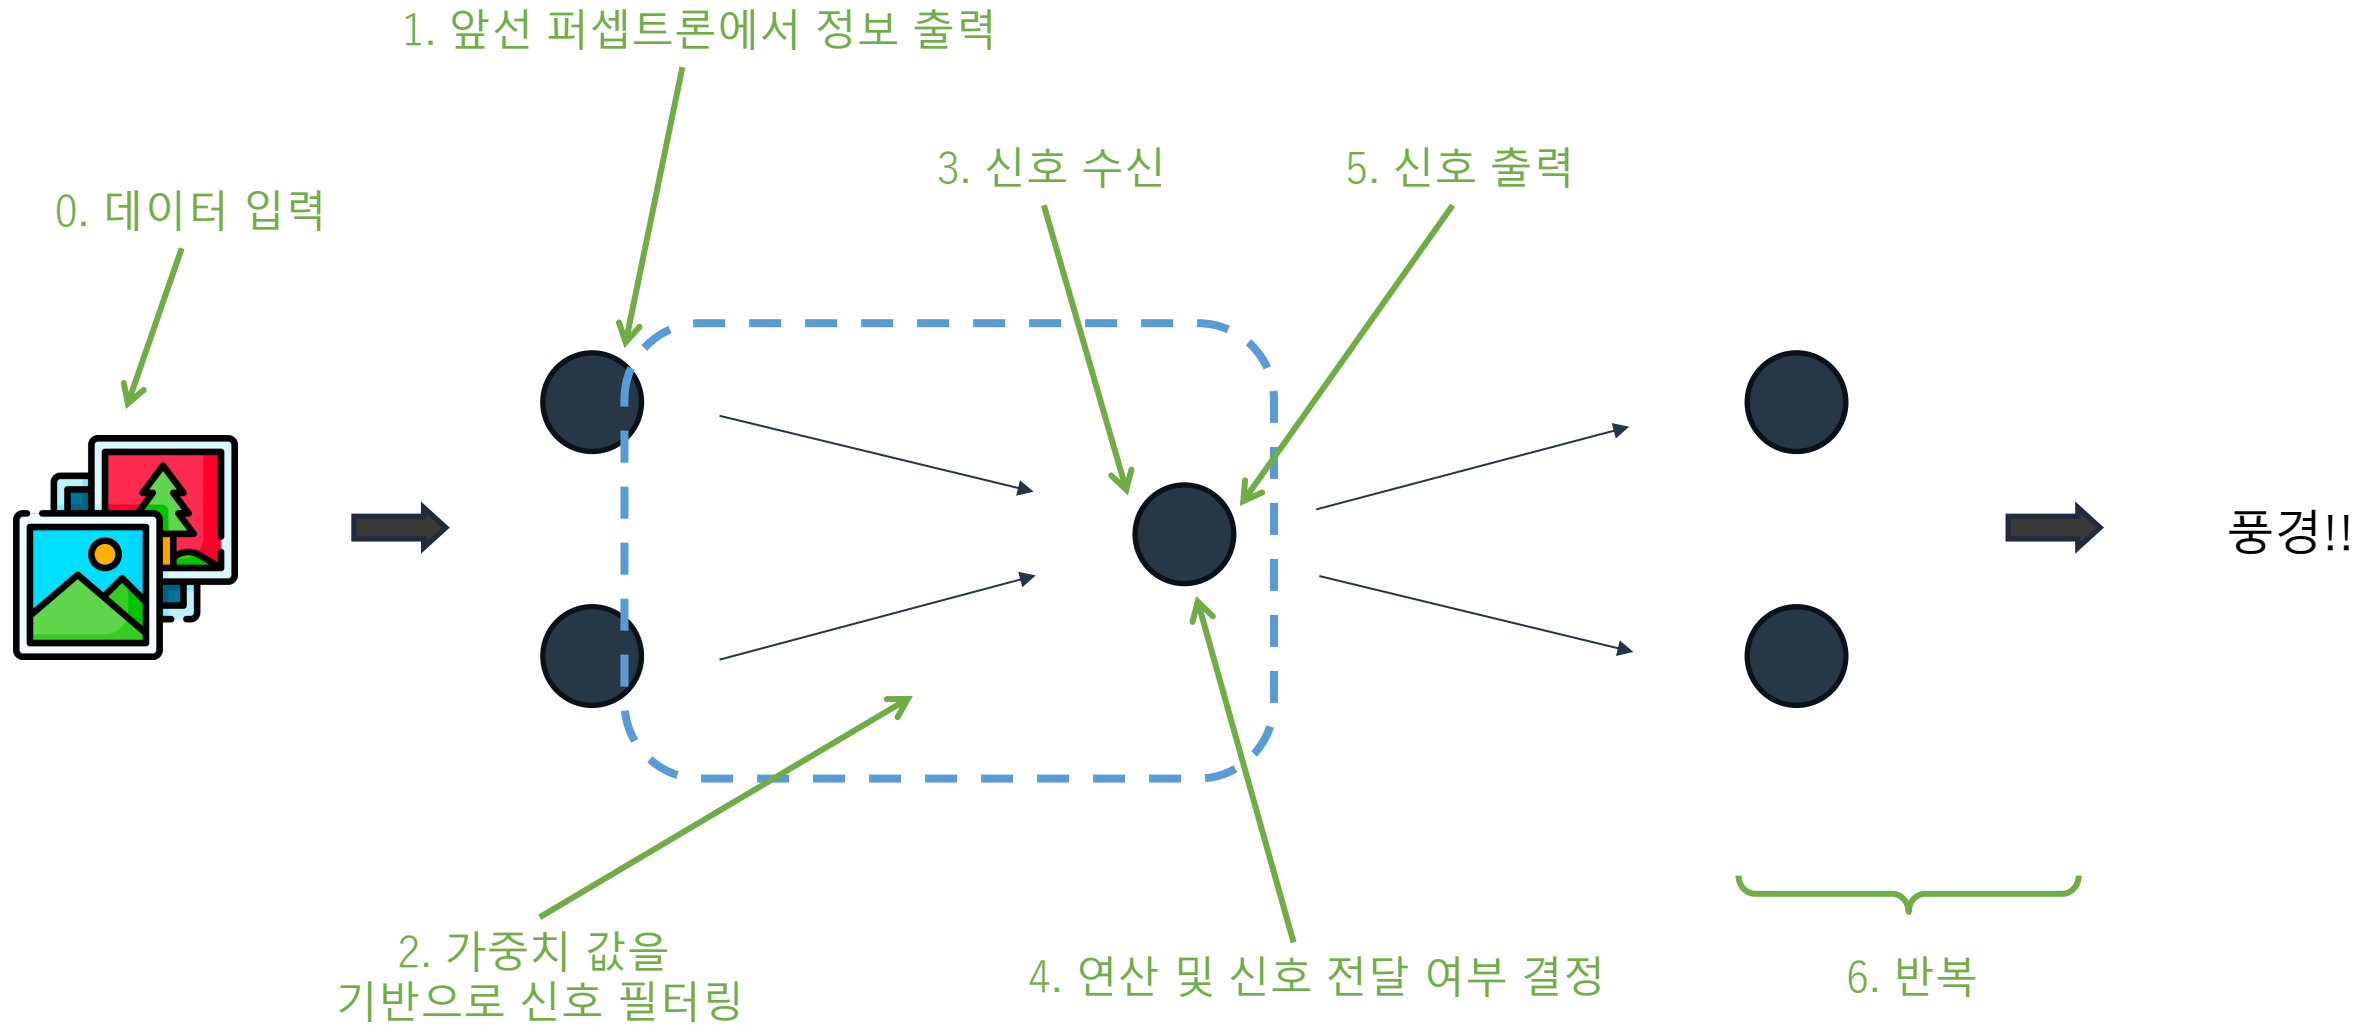 1. 앞선 퍼셉트론에서 정보 출력
3. 신호 수신
5. 신호 출력
0. 데이터 입력
풍경!!
2. 가중치 값을
기반으로 신호 필터링
4. 연산 및 신호 전달 여부 결정
6. 반복